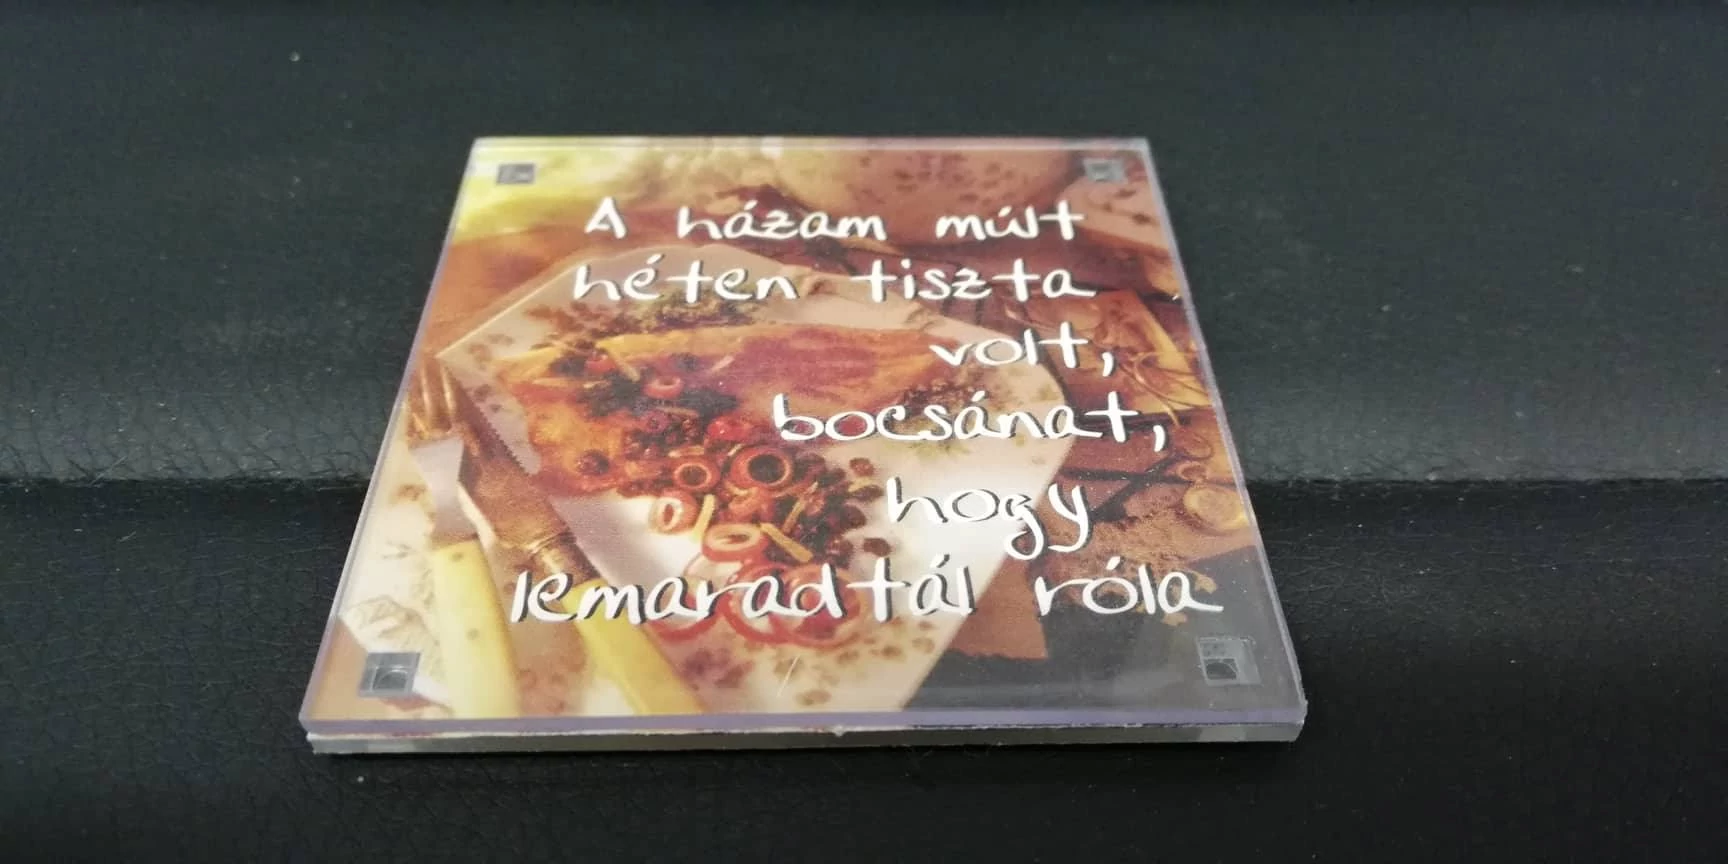 A házam múlt
héten tiszta
volt,
bocsánat,
hogy
lemaradtál róla